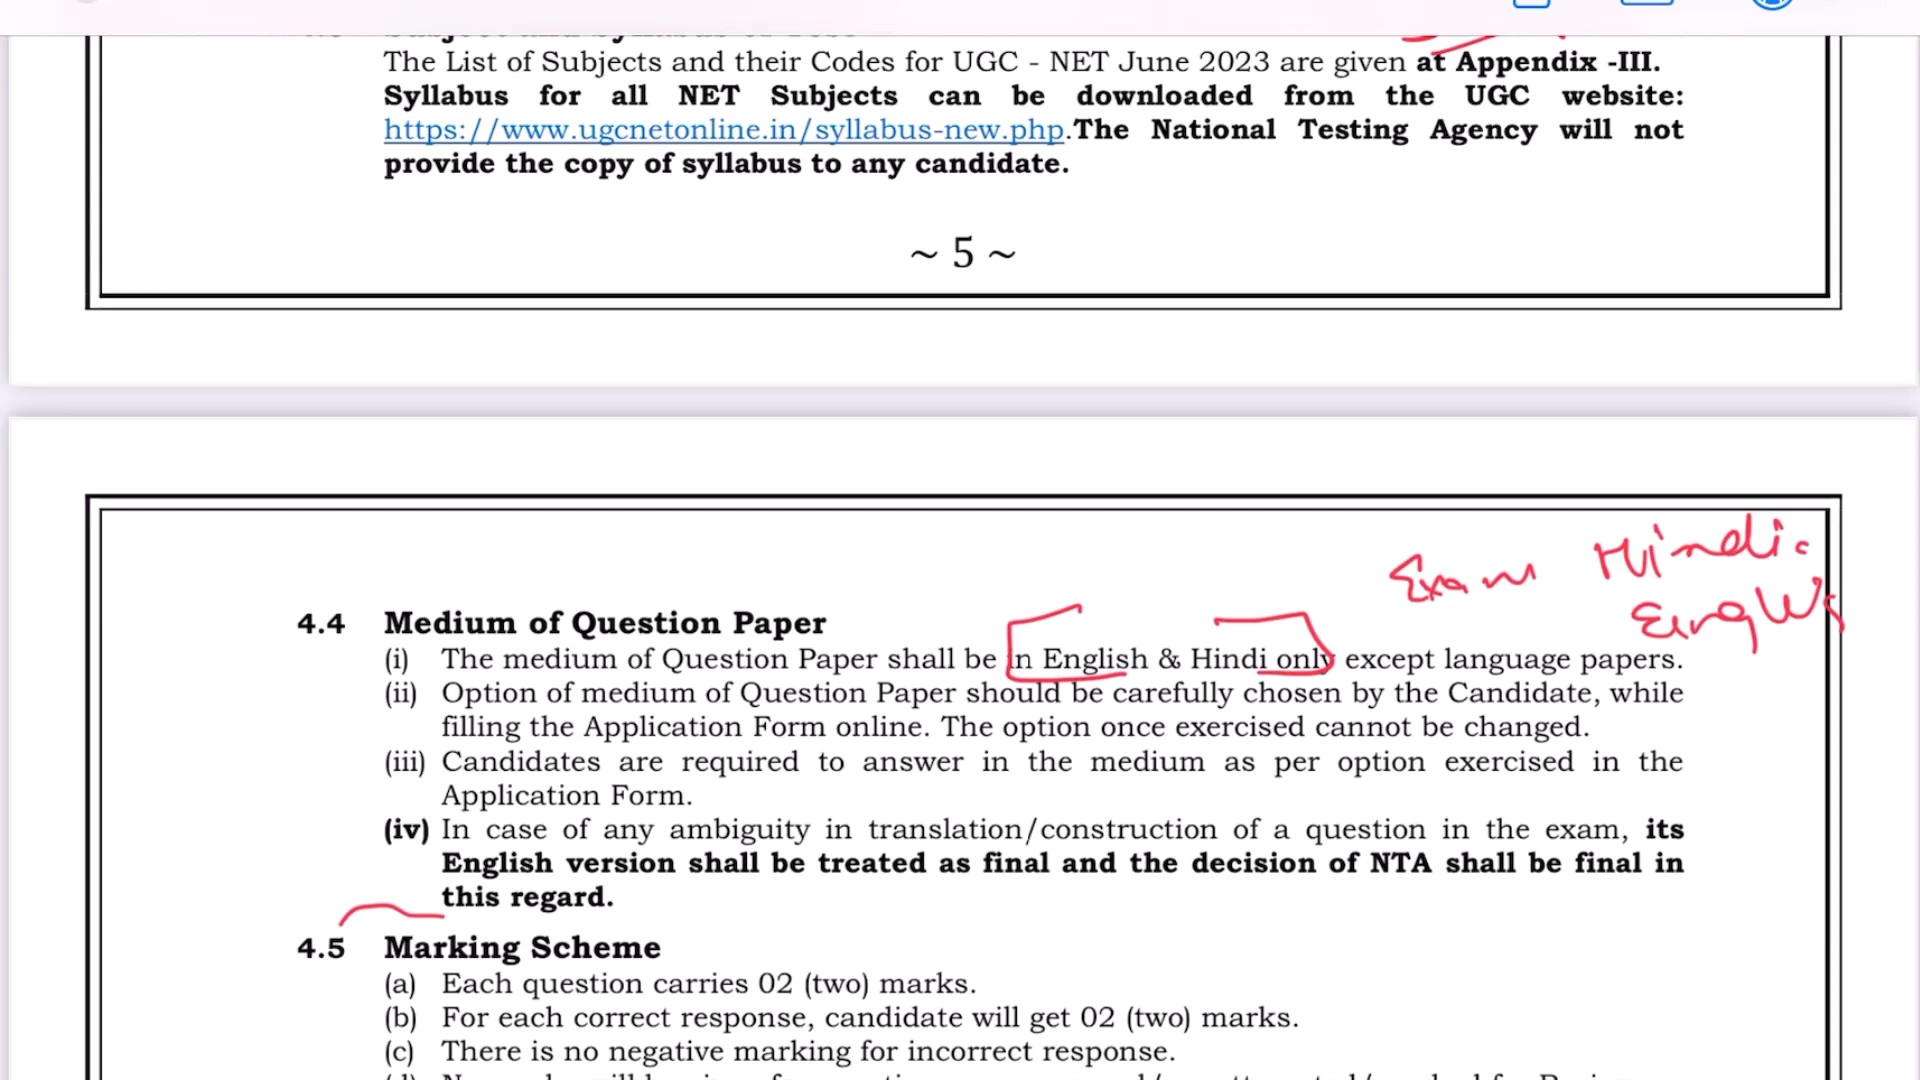 The List of Subjects and their Codes for UGC - NET June 2023 are given at Appendix -III.
Syllabus for all NET Subjects can be downloaded from the UGC website:
https://www.ugcnetonline.in/syllabus-new.php.The National Testing Agency will not
provide the copy of syllabus to any candidate.
~ 5 ~
Exam Hindi
4.4 Medium of Question Paper
(i) The medium of Question Paper shall be in English & Hindi only except language papers.
(ii) Option of medium of Question Paper should be carefully chosen by the Candidate, while
filling the Application Form online. The option once exercised cannot be changed.
(iii) Candidates are required to answer in the medium as per option exercised in the
Application Form.
(iv) In case of any ambiguity in translation/construction of a question in the exam, its
English version shall be treated as final and the decision of NTA shall be final in
this regard.
4.5 Marking Scheme
(a) Each question carries 02 (two) marks.
(b) For each correct response, candidate will get 02 (two) marks.
(c) There is no negative marking for incorrect response.